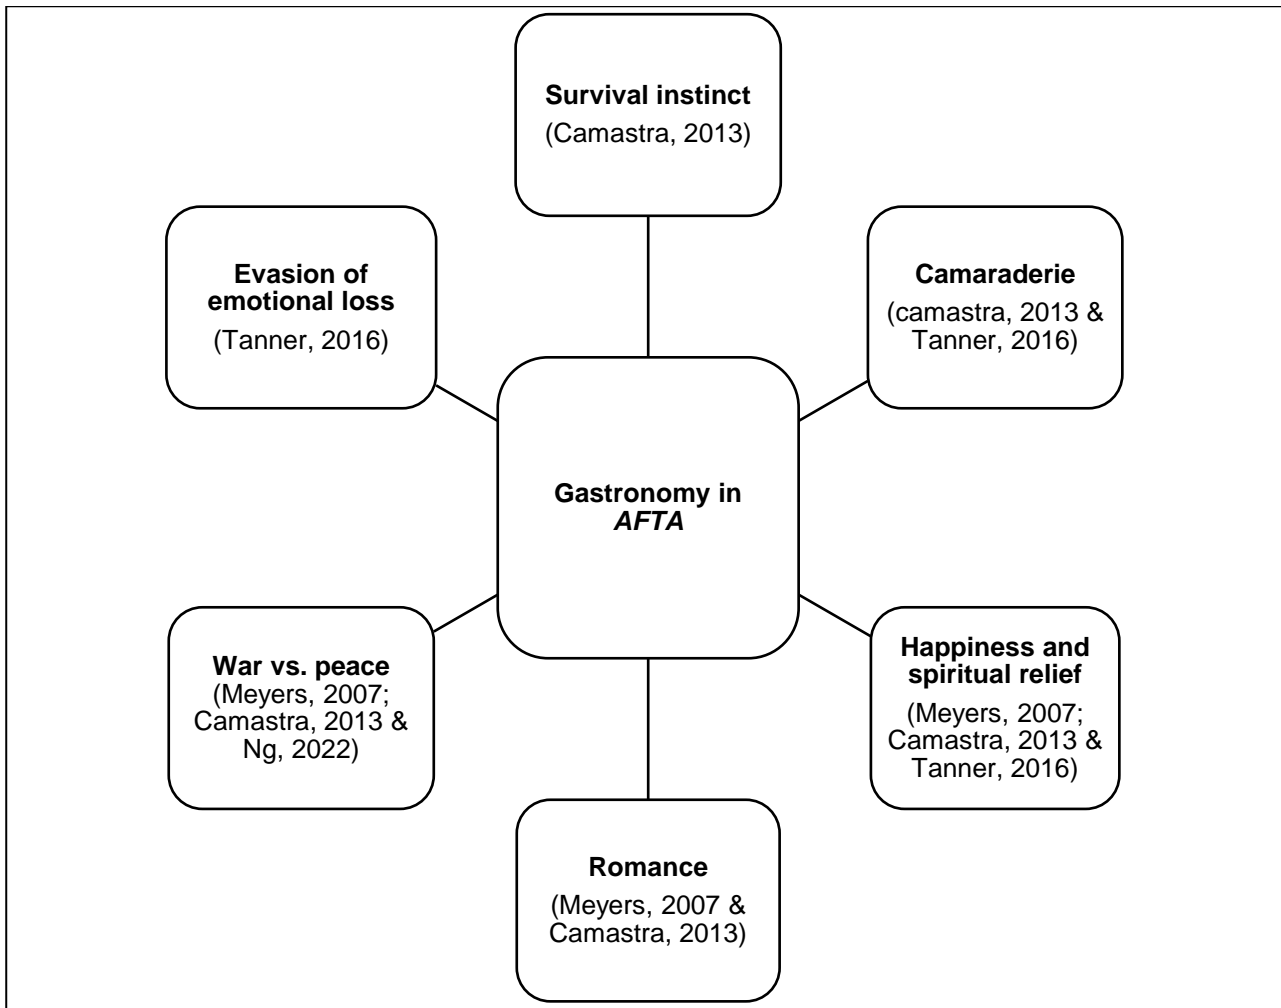 Survival instinct
(Camastra, 2013)
Evasion of
emotional loss
(Tanner, 2016)
Camaraderie
(camastra, 2013 &
Tanner, 2016)
Gastronomy in
AFTA
War vs. peace
(Meyers, 2007;
Camastra, 2013 &
Ng, 2022)
Happiness and
spiritual relief
(Meyers, 2007;
Camastra, 2013 &
Tanner, 2016)
Romance
(Meyers, 2007 &
Camastra, 2013)